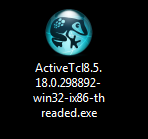 ActiveTcl8.5.
18.0.298892-
win32-ix86-th
readed.exe